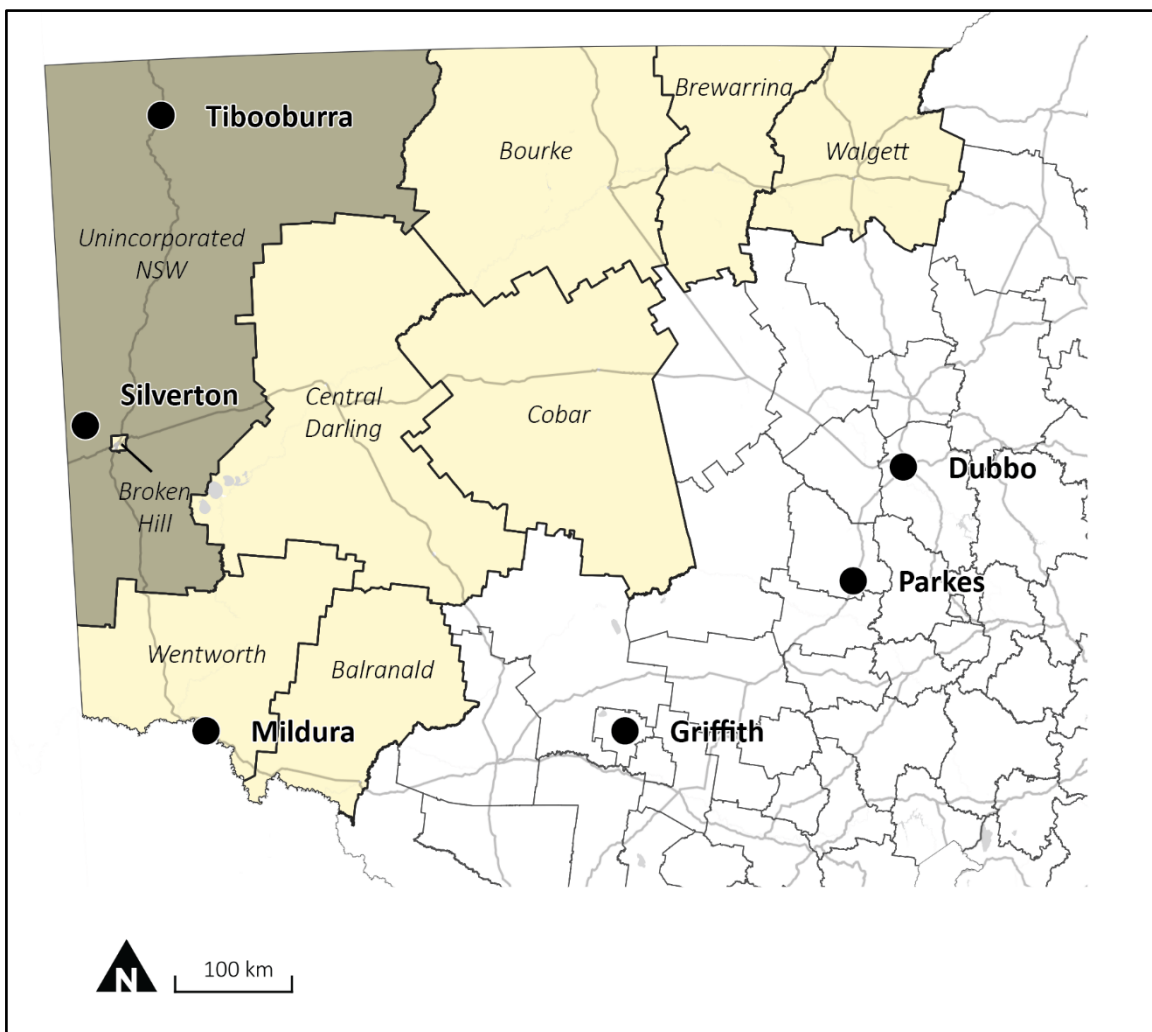 Tibooburra
Brewarrina
Bourke
Walgett
Unincorporated
NSW
Silverton
Central
Darling
Cobar
Broken
Hill
Dubbo
Parkes
Wentworth
Balranald
Mildura
Griffith
N
100 km